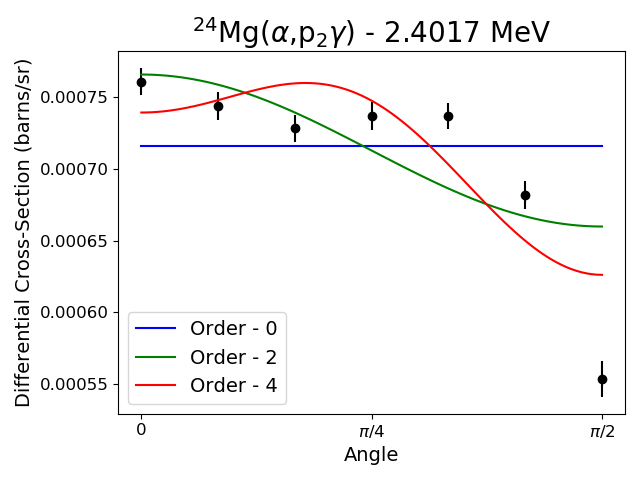 ²⁴Mg(α,p₂γ) - 2.4017 MeV
Differential Cross-Section (barns/sr)
0.00075
0.00070
0.00065
0.00060
0.00055
Order - 0
Order - 2
Order - 4
0 π/4 π/2
Angle